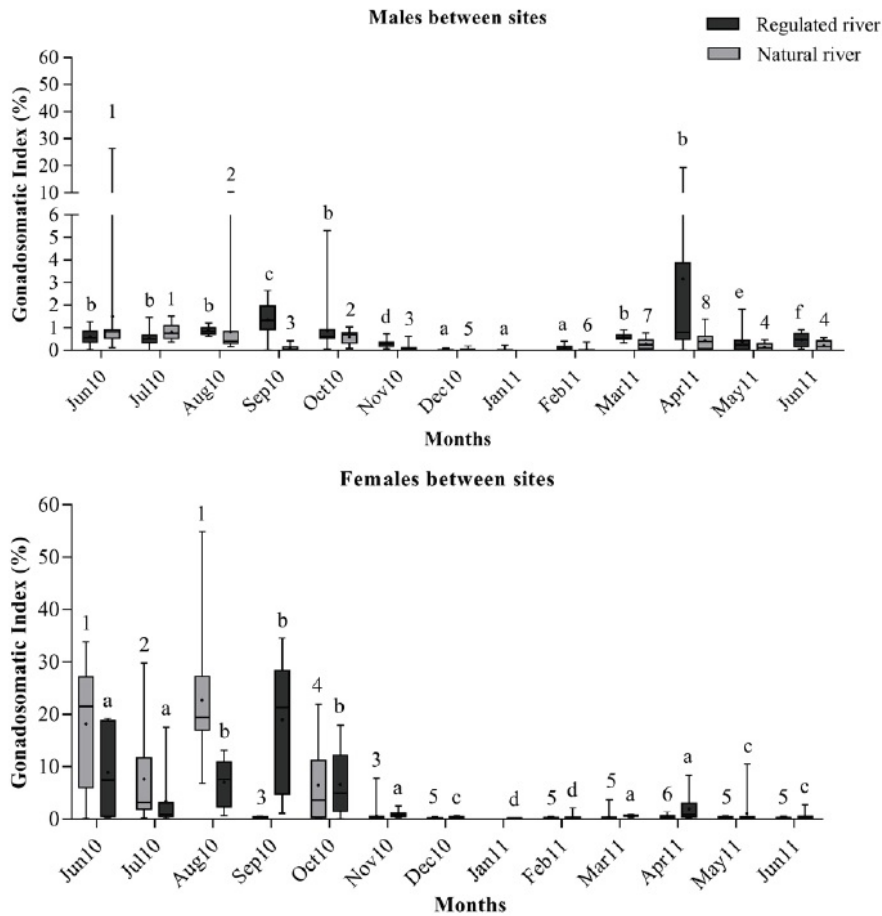 Males between sites
Regulated river
Natural river
Gonadosomatic Index (%)
60
50
40
30
20
10
6
5
4
3
2
1
0
b 1 b 1 b 2 c 3 b 2 d 3 a 5 a a 6 b 7 b 8 e 4 f 4
Jun10 Jul10 Aug10 Sep10 Oct10 Nov10 Dec10 Jan11 Feb11 Mar11 Apr11 May11 Jun11
Months
Females between sites
Gonadosomatic Index (%)
60
50
40
30
20
10
0
1 a 2 a 1 b 3 b 4 b 3 a 5 c d 5 d 5 a 6 a 5 c 5 c
Jun10 Jul10 Aug10 Sep10 Oct10 Nov10 Dec10 Jan11 Feb11 Mar11 Apr11 May11 Jun11
Months